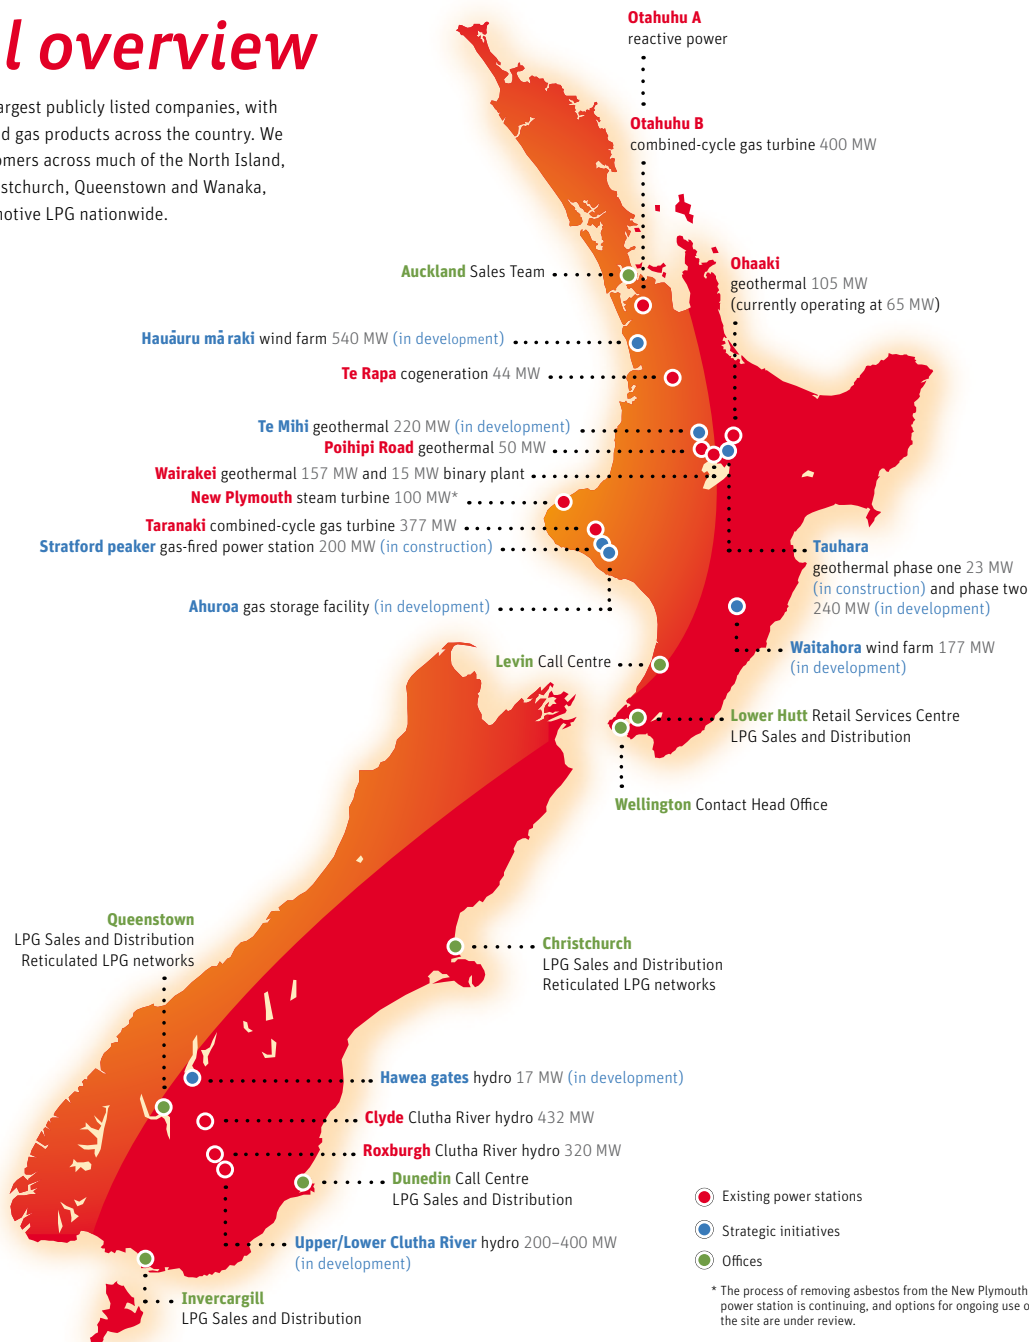 l overview
argest publicly listed companies, with
d gas products across the country. We
omers across much of the North Island,
stchurch, Queenstown and Wanaka,
notive LPG nationwide.
Otahuhu A
reactive power
Otahuhu B
combined-cycle gas turbine 400 MW
Auckland Sales Team
Ohaaki
geothermal 105 MW
(currently operating at 65 MW)
Hauāuru mā raki wind farm 540 MW (in development)
Te Rapa cogeneration 44 MW
Te Mihi geothermal 220 MW (in development)
Poihipi Road geothermal 50 MW
Wairakei geothermal 157 MW and 15 MW binary plant
New Plymouth steam turbine 100 MW*
Taranaki combined-cycle gas turbine 377 MW
Stratford peaker gas-fired power station 200 MW (in construction)
Tauhara
geothermal phase one 23 MW
(in construction) and phase two
240 MW (in development)
Ahuroa gas storage facility (in development)
Waitahora wind farm 177 MW
(in development)
Levin Call Centre
Lower Hutt Retail Services Centre
LPG Sales and Distribution
Wellington Contact Head Office
Queenstown
LPG Sales and Distribution
Reticulated LPG networks
Christchurch
LPG Sales and Distribution
Reticulated LPG networks
Hawea gates hydro 17 MW (in development)
Clyde Clutha River hydro 432 MW
Roxburgh Clutha River hydro 320 MW
Dunedin Call Centre
LPG Sales and Distribution
Upper/Lower Clutha River hydro 200–400 MW
(in development)
Invercargill
LPG Sales and Distribution
Existing power stations
Strategic initiatives
Offices
* The process of removing asbestos from the New Plymouth
power station is continuing, and options for ongoing use o
the site are under review.